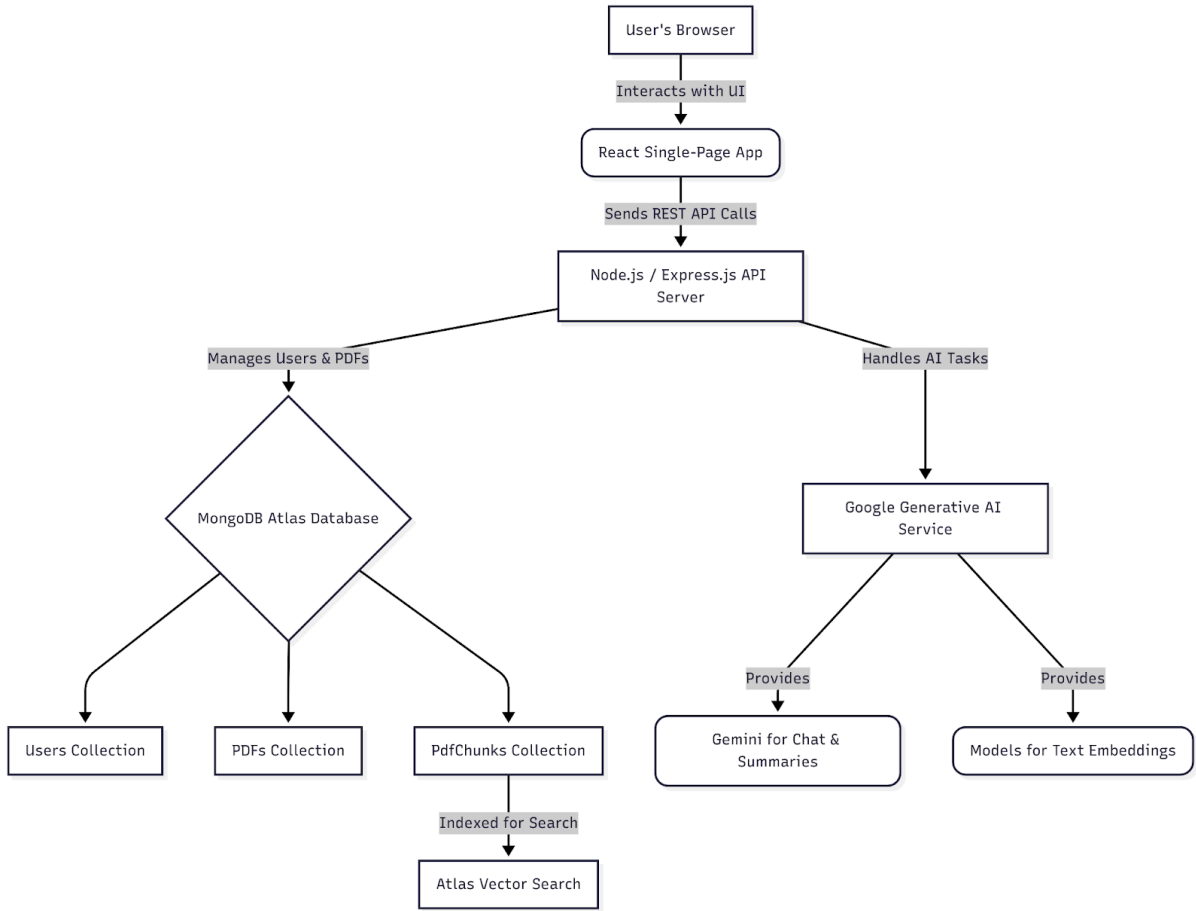 User's Browser
Interacts with UI
React Single-Page App
Sends REST API Calls
Node.js / Express.js API
Server
Manages Users & PDFs
Handles AI Tasks
MongoDB Atlas Database
Google Generative AI
Service
Provides
Provides
Users Collection
PDFs Collection
PdfChunks Collection
Gemini for Chat &
Summaries
Models for Text Embeddings
Indexed for Search
Atlas Vector Search